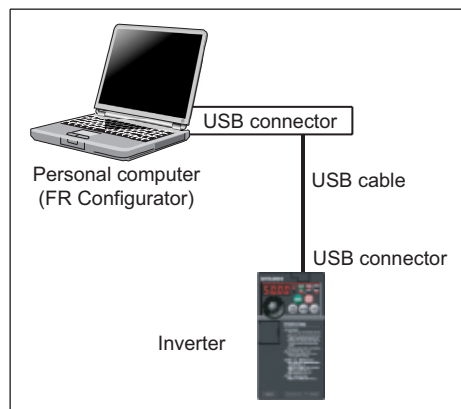 USB connector
Personal computer
(FR Configurator)
USB cable
USB connector
Inverter